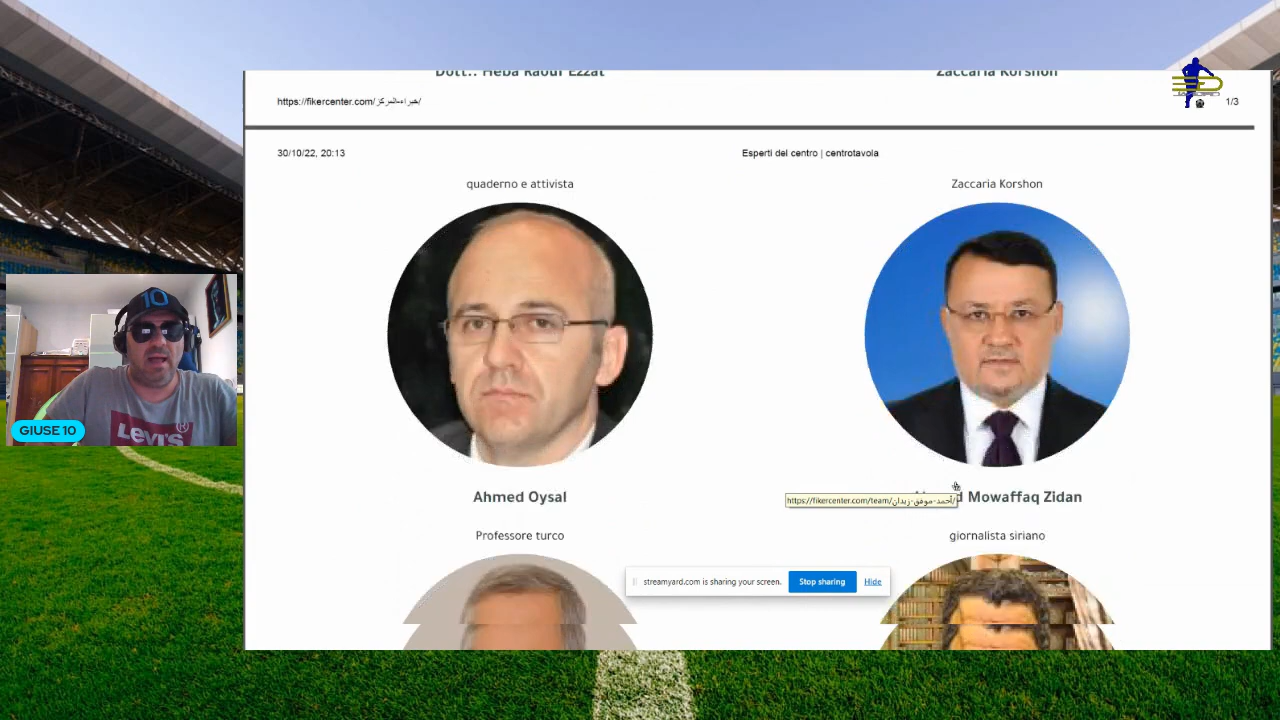 Dott.. Heba Raouf Ezzat
Zaccaria Korshon
https://fikercenter.com/خبراء-المركز/
1/3
30/10/22, 20:13
Esperti del centro | centrotavola
quaderno e attivista
Zaccaria Korshon
10
LEVI'S®
GIUSE 10
Ahmed Oysal
Mowaffaq Zidan
https://fikercenter.com/team/أحمد-موفق-زيدان/
Professore turco
giornalista siriano
streamyard.com is sharing your screen.
Stop sharing
Hide